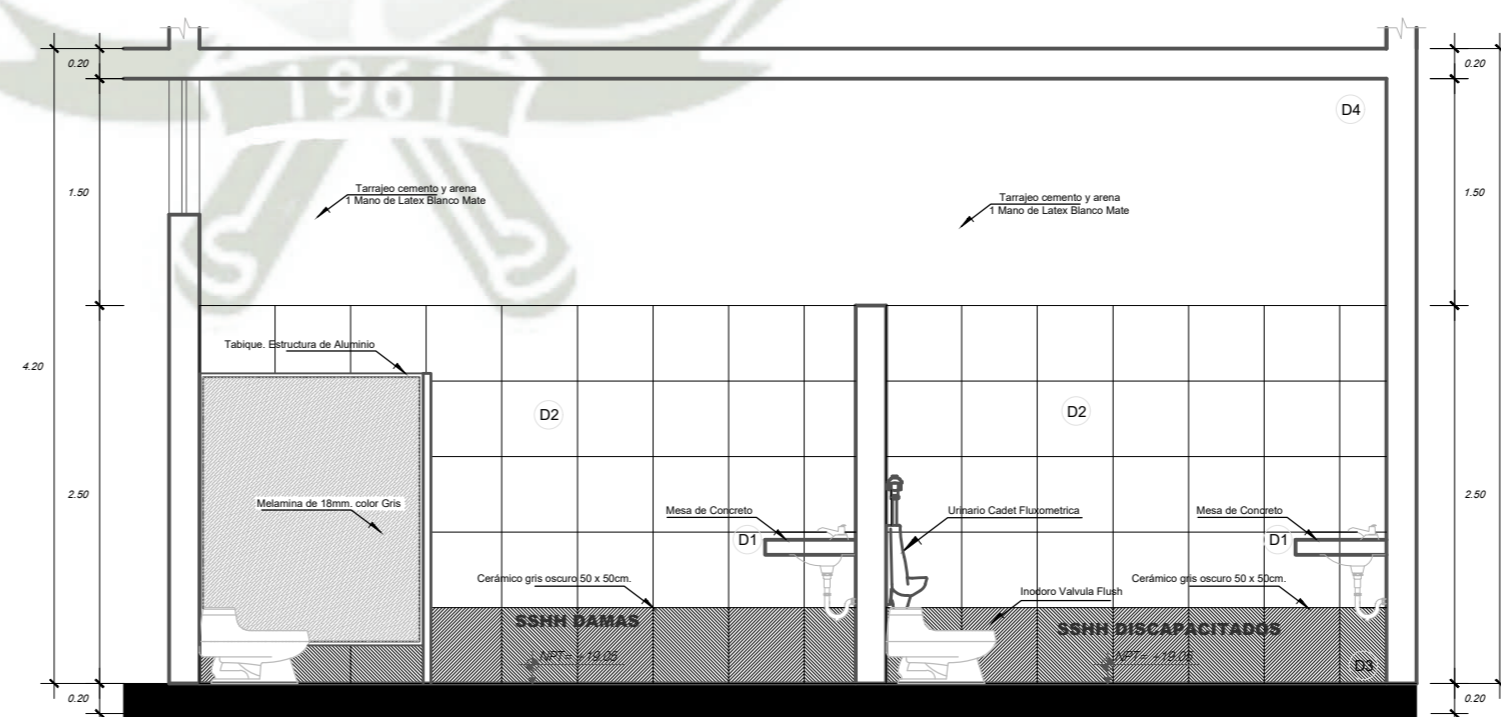 0.20
0.20
1961
D4
1.50
Tarrajeo cemento y arena
1 Mano de Latex Blanco Mate
Tarrajeo cemento y arena
1 Mano de Latex Blanco Mate
1.50
4.20
Tabique. Estructura de Aluminio
D2
D2
2.50
Melamina de 18mm. color Gris
Mesa de Concreto
Urinario Cadet Fluxometrica
Mesa de Concreto
2.50
D1
D1
Cerámico gris oscuro 50 x 50cm.
Inodoro Valvula Flush
Cerámico gris oscuro 50 x 50cm.
SSHH DAMAS
SSHH DISCAPACITADOS
NPT= +19.05
NPT= +19.05
D3
0.20
0.20